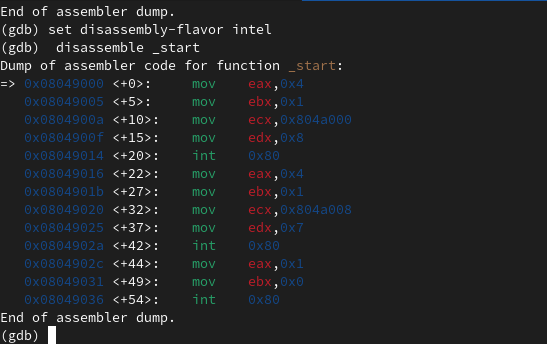 End of assembler dump.
(gdb) set disassembly-flavor intel
(gdb)  disassemble _start
Dump of assembler code for function _start:
=> 0x08049000 <+0>:     mov    eax,0x4
   0x08049005 <+5>:     mov    ebx,0x1
   0x0804900a <+10>:    mov    ecx,0x804a000
   0x0804900f <+15>:    mov    edx,0x8
   0x08049014 <+20>:    int    0x80
   0x08049016 <+22>:    mov    eax,0x4
   0x0804901b <+27>:    mov    ebx,0x1
   0x08049020 <+32>:    mov    ecx,0x804a008
   0x08049025 <+37>:    mov    edx,0x7
   0x0804902a <+42>:    int    0x80
   0x0804902c <+44>:    mov    eax,0x1
   0x08049031 <+49>:    mov    ebx,0x0
   0x08049036 <+54>:    int    0x80
End of assembler dump.
(gdb)